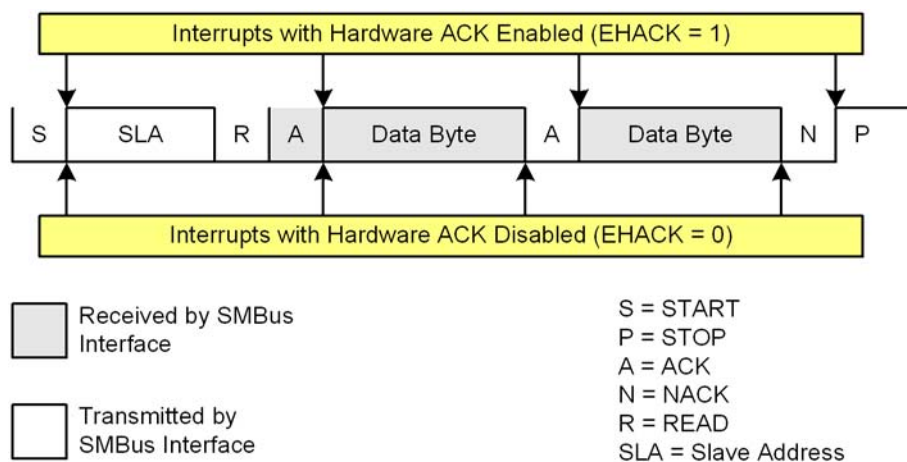 Interrupts with Hardware ACK Enabled (EHACK = 1)
S SLA R A Data Byte A Data Byte N P
Interrupts with Hardware ACK Disabled (EHACK = 0)
Received by SMBus
Interface
Transmitted by
SMBus Interface
S = START
P = STOP
A = ACK
N = NACK
R = READ
SLA = Slave Address